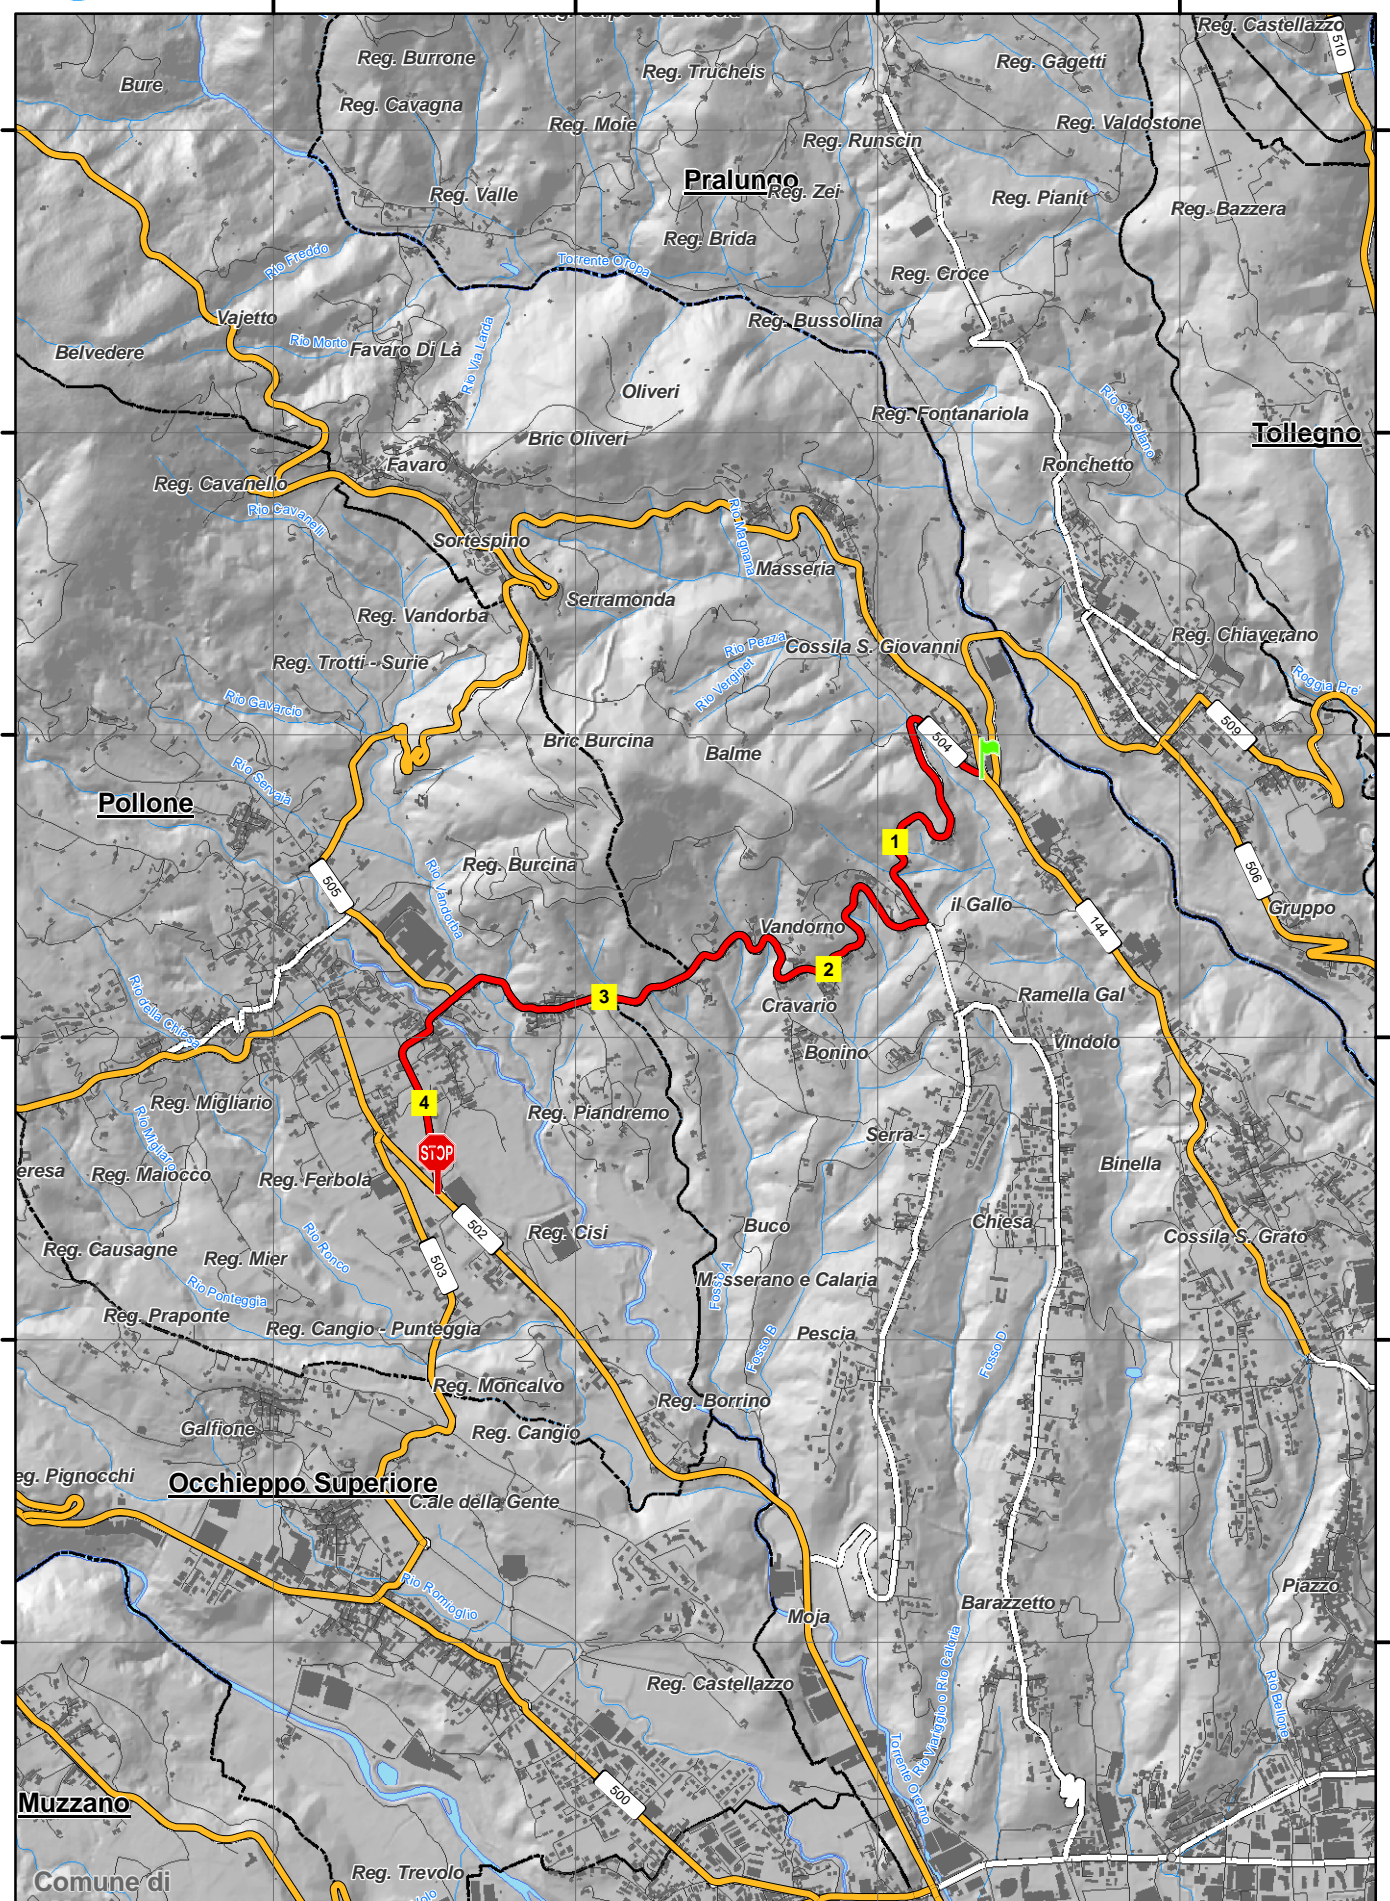 Reg. Castellazzo
510
Reg. Burrone
Reg. Gagetti
Reg. Trucheis
Bure
Reg. Cavagna
Reg. Moie
Reg. Valdostone
Reg. Runscin
Pralungo
Reg. Zei
Reg. Valle
Reg. Pianit
Reg. Bazzera
Reg. Brida
Rio Freddo
Torrente Oropa
Reg. Croce
Vajetto
Reg. Bussolina
Rio Morto
Favaro Di Là
Rio Via Larda
Belvedere
Oliveri
Reg. Fontanariola
Rio Sapellano
Bric Oliveri
Tollegno
Favaro
Ronchetto
Reg. Cavanello
Rio Cavanelli
Rio Magnana
Sortespino
Masseria
Serramonda
Reg. Vandorba
Reg. Chiaverano
Rio Pezza
Cossila S. Giovanni
Reg. Trotti - Surie
Rio Verginet
Roggia Pre'
Rio Gavarcio
509
Bric Burcina
Balme
504
Rio Servaia
Pollone
1
Reg. Burcina
506
505
Rio Vandorba
il Gallo
Gruppo
Vandorno
144
2
3
Cravario
Ramella Gal
Rio della Chiesa
Vindolo
Bonino
Reg. Migliario
4
Reg. Piandremo
Rio Migliaro
Serra -
STOP
Binella
eresa
Reg. Maiocco
Reg. Ferbola
502
Reg. Cisi
Buco
Chiesa
Cossila S. Grato
Reg. Causagne
Reg. Mier
Rio Ronco
503
Fosso A
Masserano e Calaria
Rio Ponteggia
Reg. Praponte
Reg. Cangio - Punteggia
Pescia
Fosso B
Fosso D
Reg. Moncalvo
Reg. Borrino
Galfione
Reg. Cangio
eg. Pignocchi
Occhieppo Superiore
C.ale della Gente
Rio Romioglio
Piazzo
Barazzetto
Moja
Reg. Castellazzo
Rio Bellone
Torrente Oremo
500
Muzzano
Reg. Trevolo
Comune di